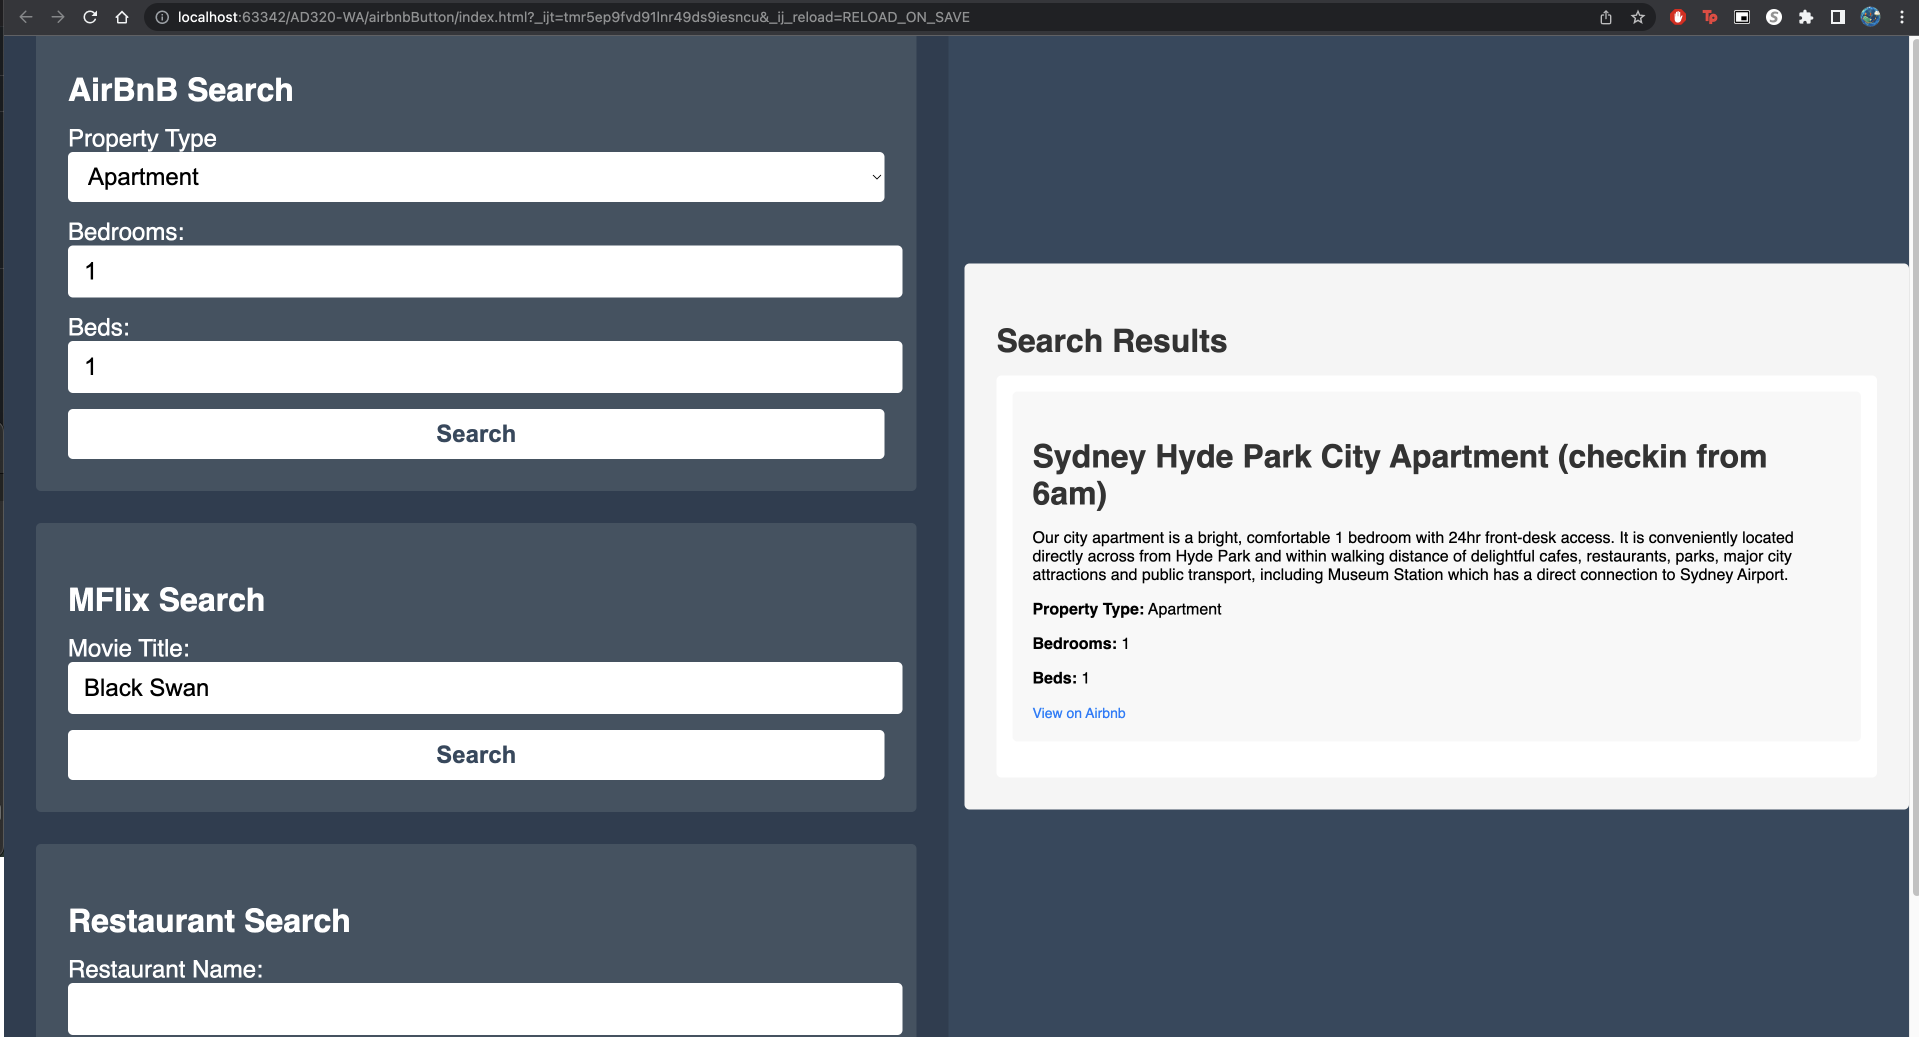 localhost:63342/AD320-WA/airbnbButton/index.html?_ijt=tmr5ep9fvd91lnr49ds9iesncu&_ij_reload=RELOAD_ON_SAVE
Tp
S
AirBnB Search
Property Type
Apartment
Bedrooms:
1
Beds:
1
Search
MFlix Search
Movie Title:
Black Swan
Search
Restaurant Search
Restaurant Name:
Search Results
Sydney Hyde Park City Apartment (checkin from
6am)
Our city apartment is a bright, comfortable 1 bedroom with 24hr front-desk access. It is conveniently located
directly across from Hyde Park and within walking distance of delightful cafes, restaurants, parks, major city
attractions and public transport, including Museum Station which has a direct connection to Sydney Airport.
Property Type: Apartment
Bedrooms: 1
Beds: 1
View on Airbnb